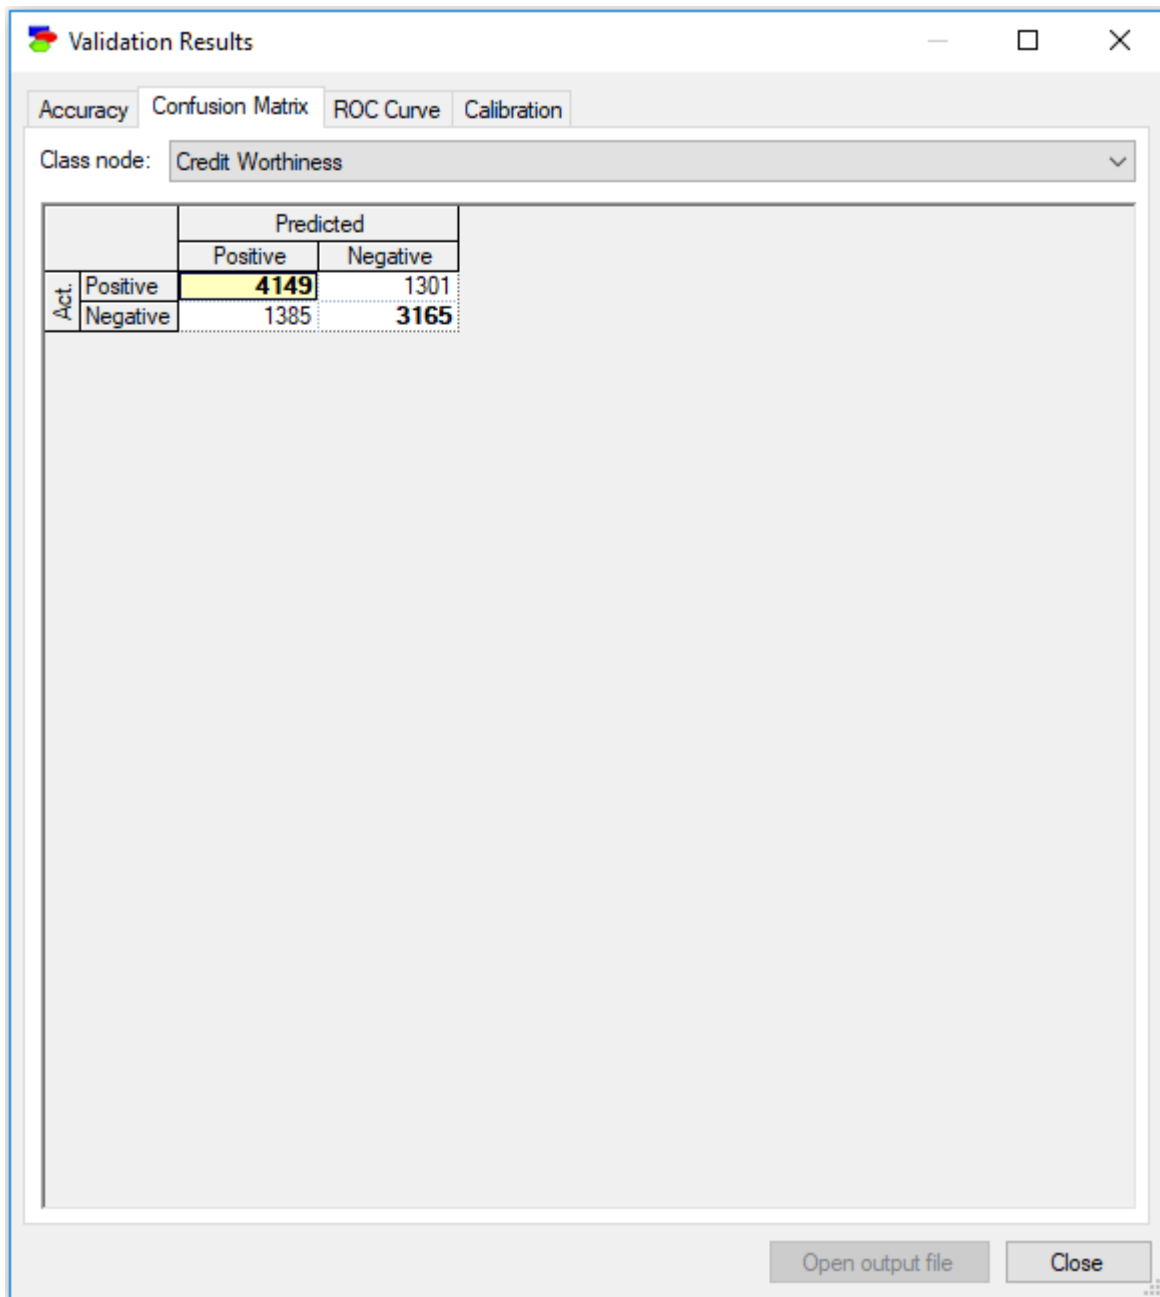 Validation Results
Accuracy Confusion Matrix ROC Curve Calibration
Class node: Credit Worthiness
Predicted
Positive Negative
Act.
Positive 4149 1301
Negative 1385 3165
Open output file Close